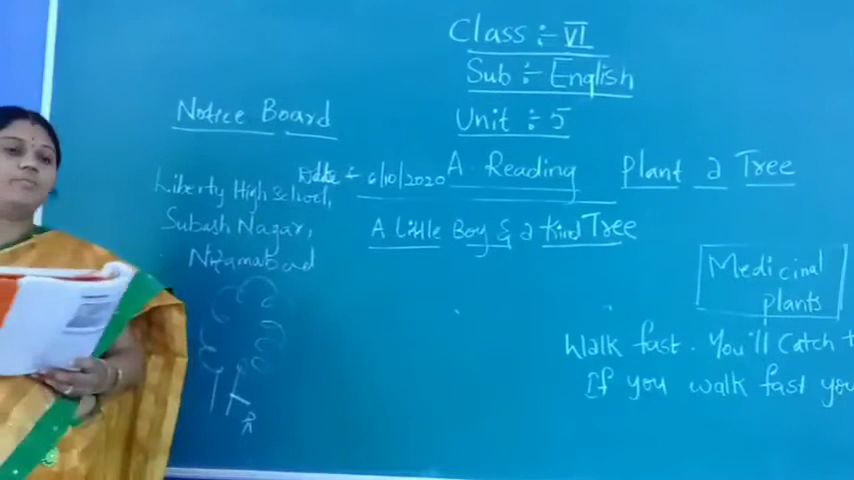 Class :- VI
Sub :- English
Unit :- 5
Notice Board
Date :- 6/10/2020
Liberty High School,
Subash Nagar,
Nizamabad
A. Reading Plant a Tree
A Little Boy & a Kind Tree
Medicinal
plants
Walk fast. You'll Catch
If you walk fast you